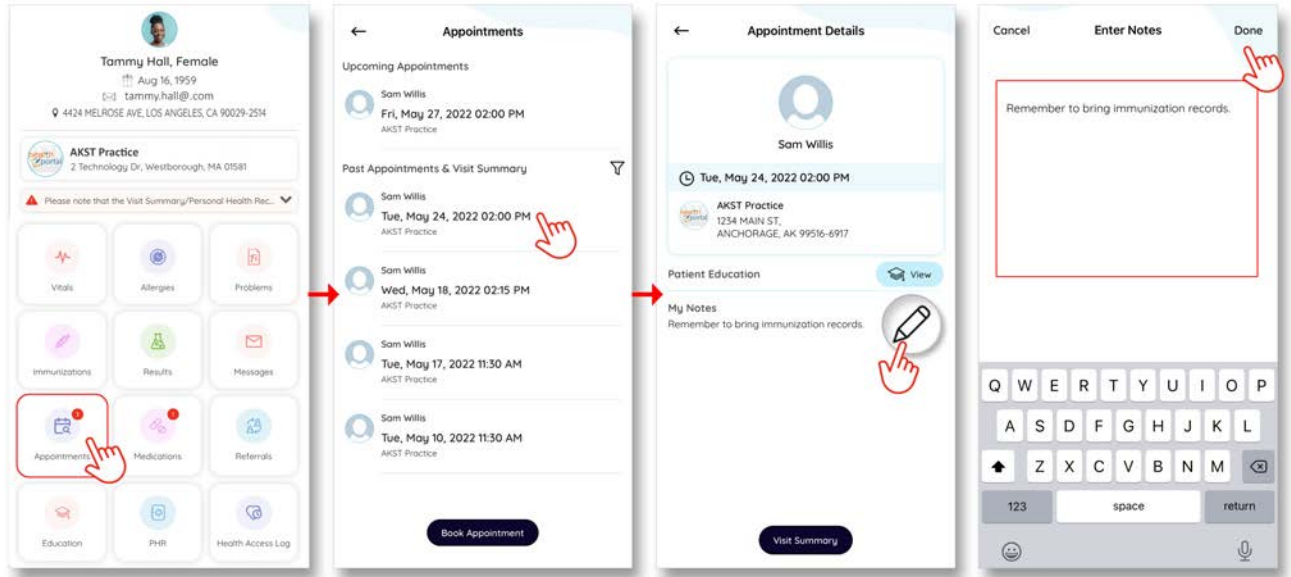 Tammy Hall, Female
Aug 16, 1959
tammy.hall@.com
4424 MELROSE AVE, LOS ANGELES, CA 90029-2514
health portal
AKST Practice
2 Technology Dr, Westborough, MA 01581
Please note that the Visit Summary/Personal Health Rec...
Vitals
Allergies
Problems
Immunizations
Results
Messages
Appointments
Medications
Referrals
Education
PHR
Health Access Log
Appointments
Upcoming Appointments
Sam Willis
Fri, May 27, 2022 02:00 PM
AKST Practice
Past Appointments & Visit Summary
Sam Willis
Tue, May 24, 2022 02:00 PM
AKST Practice
Sam Willis
Wed, May 18, 2022 02:15 PM
AKST Practice
Sam Willis
Tue, May 17, 2022 11:30 AM
AKST Practice
Sam Willis
Tue, May 10, 2022 11:30 AM
AKST Practice
Book Appointment
Appointment Details
Sam Willis
Tue, May 24, 2022 02:00 PM
health portal
AKST Practice
1234 MAIN ST,
ANCHORAGE, AK 99516-6917
Patient Education
View
My Notes
Remember to bring immunization records.
Visit Summary
Cancel Enter Notes Done
Remember to bring immunization records.
Q W E R T Y U I O P
A S D F G H J K L
Z X C V B N M
123 space return